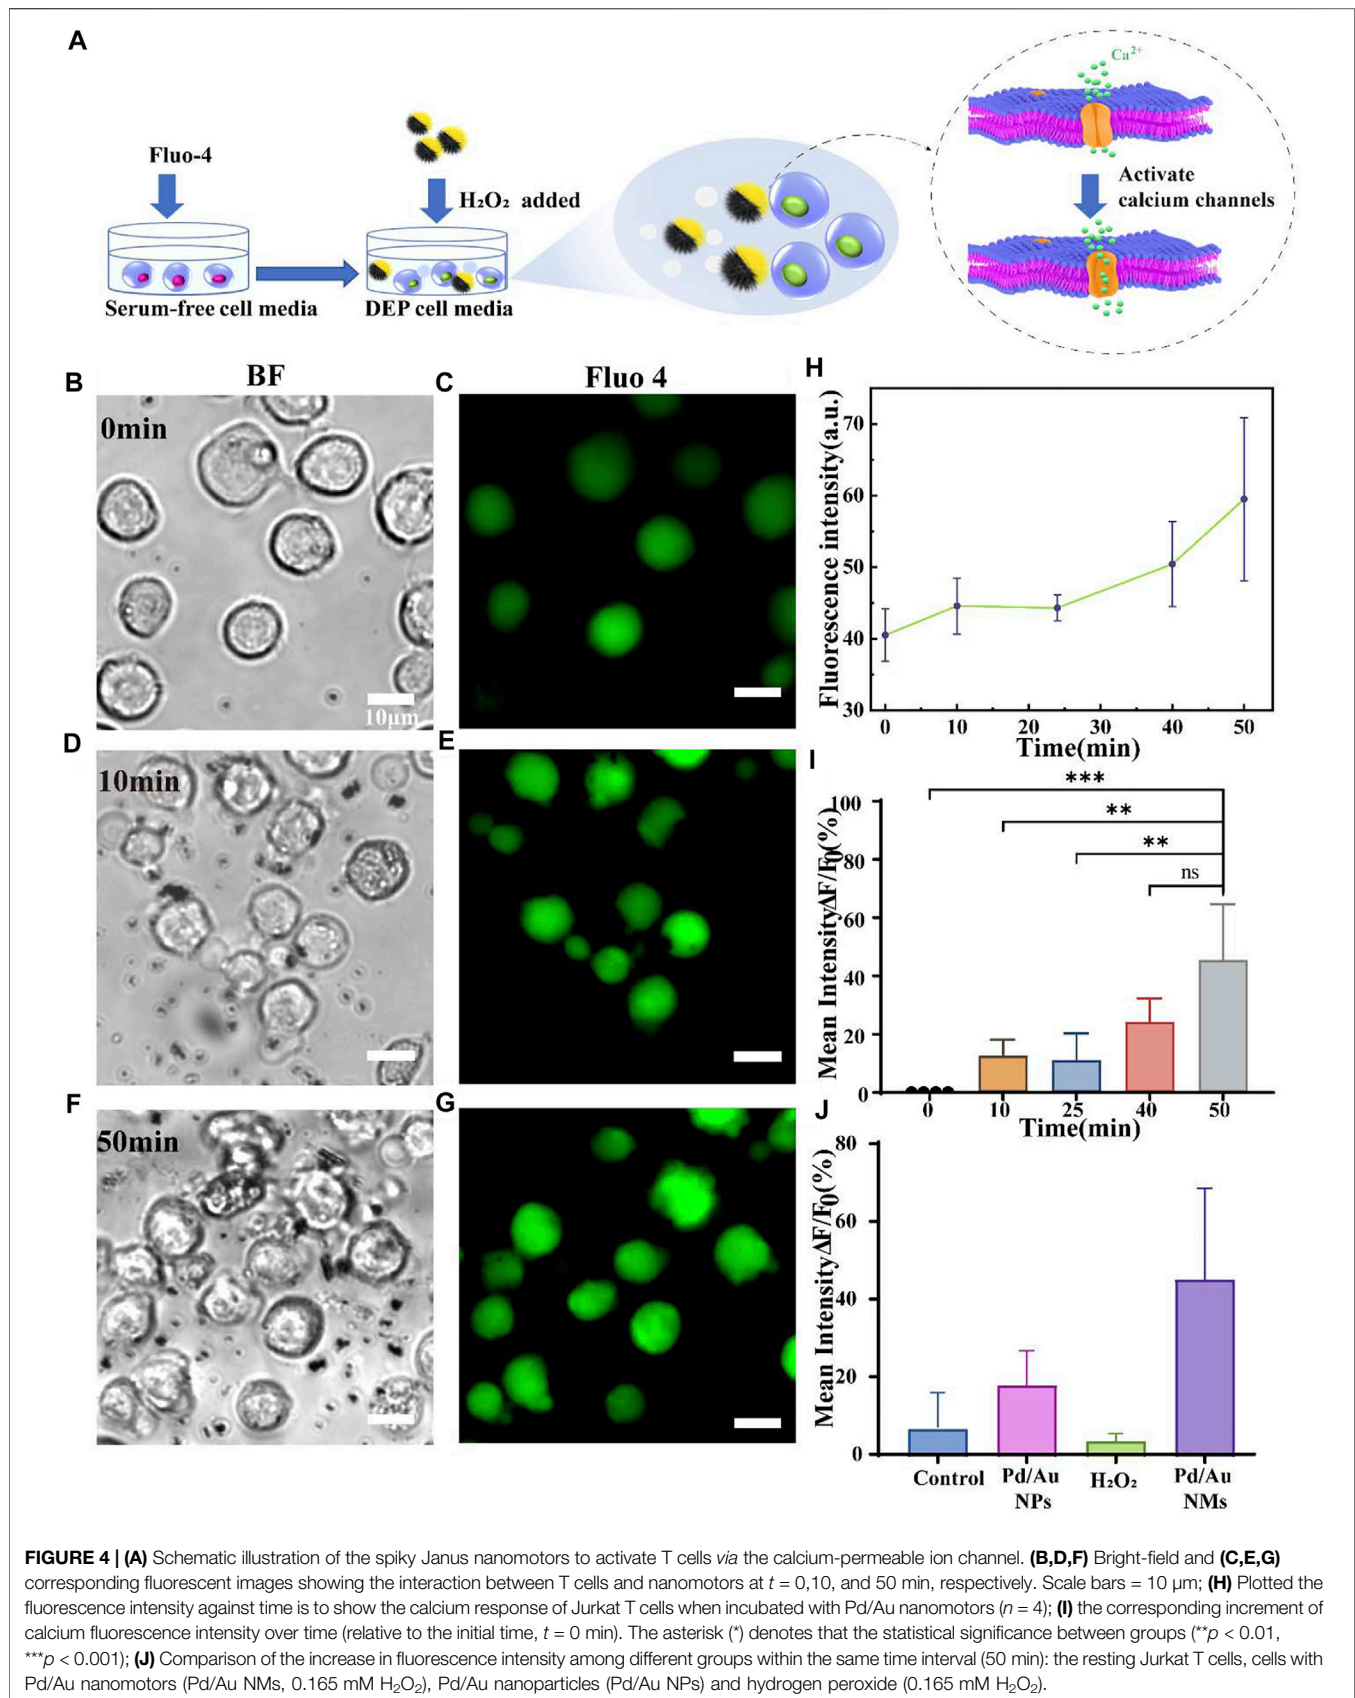 A
Fluo-4
H₂O₂ added
Serum-free cell media
DEP cell media
Ca²⁺
Activate
calcium channels
B
BF
0min
10μm
C
Fluo 4
D
10min
E
F
50min
G
H
Fluorescence intensity(a.u.)
70
60
50
40
30
0 10 20 30 40 50
Time(min)
I
***
**
**
ns
Mean IntensityΔF/F0(%)
100
80
60
40
20
0
0 10 25 40 50
Time(min)
J
Mean IntensityΔF/F0(%)
80
60
40
20
0
Control Pd/Au H₂O₂ Pd/Au
NPs NMs
FIGURE 4 | (A) Schematic illustration of the spiky Janus nanomotors to activate T cells via the calcium-permeable ion channel. (B,D,F) Bright-field and (C,E,G)
corresponding fluorescent images showing the interaction between T cells and nanomotors at t = 0,10, and 50 min, respectively. Scale bars = 10 μm; (H) Plotted the
fluorescence intensity against time is to show the calcium response of Jurkat T cells when incubated with Pd/Au nanomotors (n = 4); (I) the corresponding increment of
calcium fluorescence intensity over time (relative to the initial time, t = 0 min). The asterisk (*) denotes that the statistical significance between groups (**p < 0.01,
***p < 0.001); (J) Comparison of the increase in fluorescence intensity among different groups within the same time interval (50 min): the resting Jurkat T cells, cells with
Pd/Au nanomotors (Pd/Au NMs, 0.165 mM H₂O₂), Pd/Au nanoparticles (Pd/Au NPs) and hydrogen peroxide (0.165 mM H₂O₂).